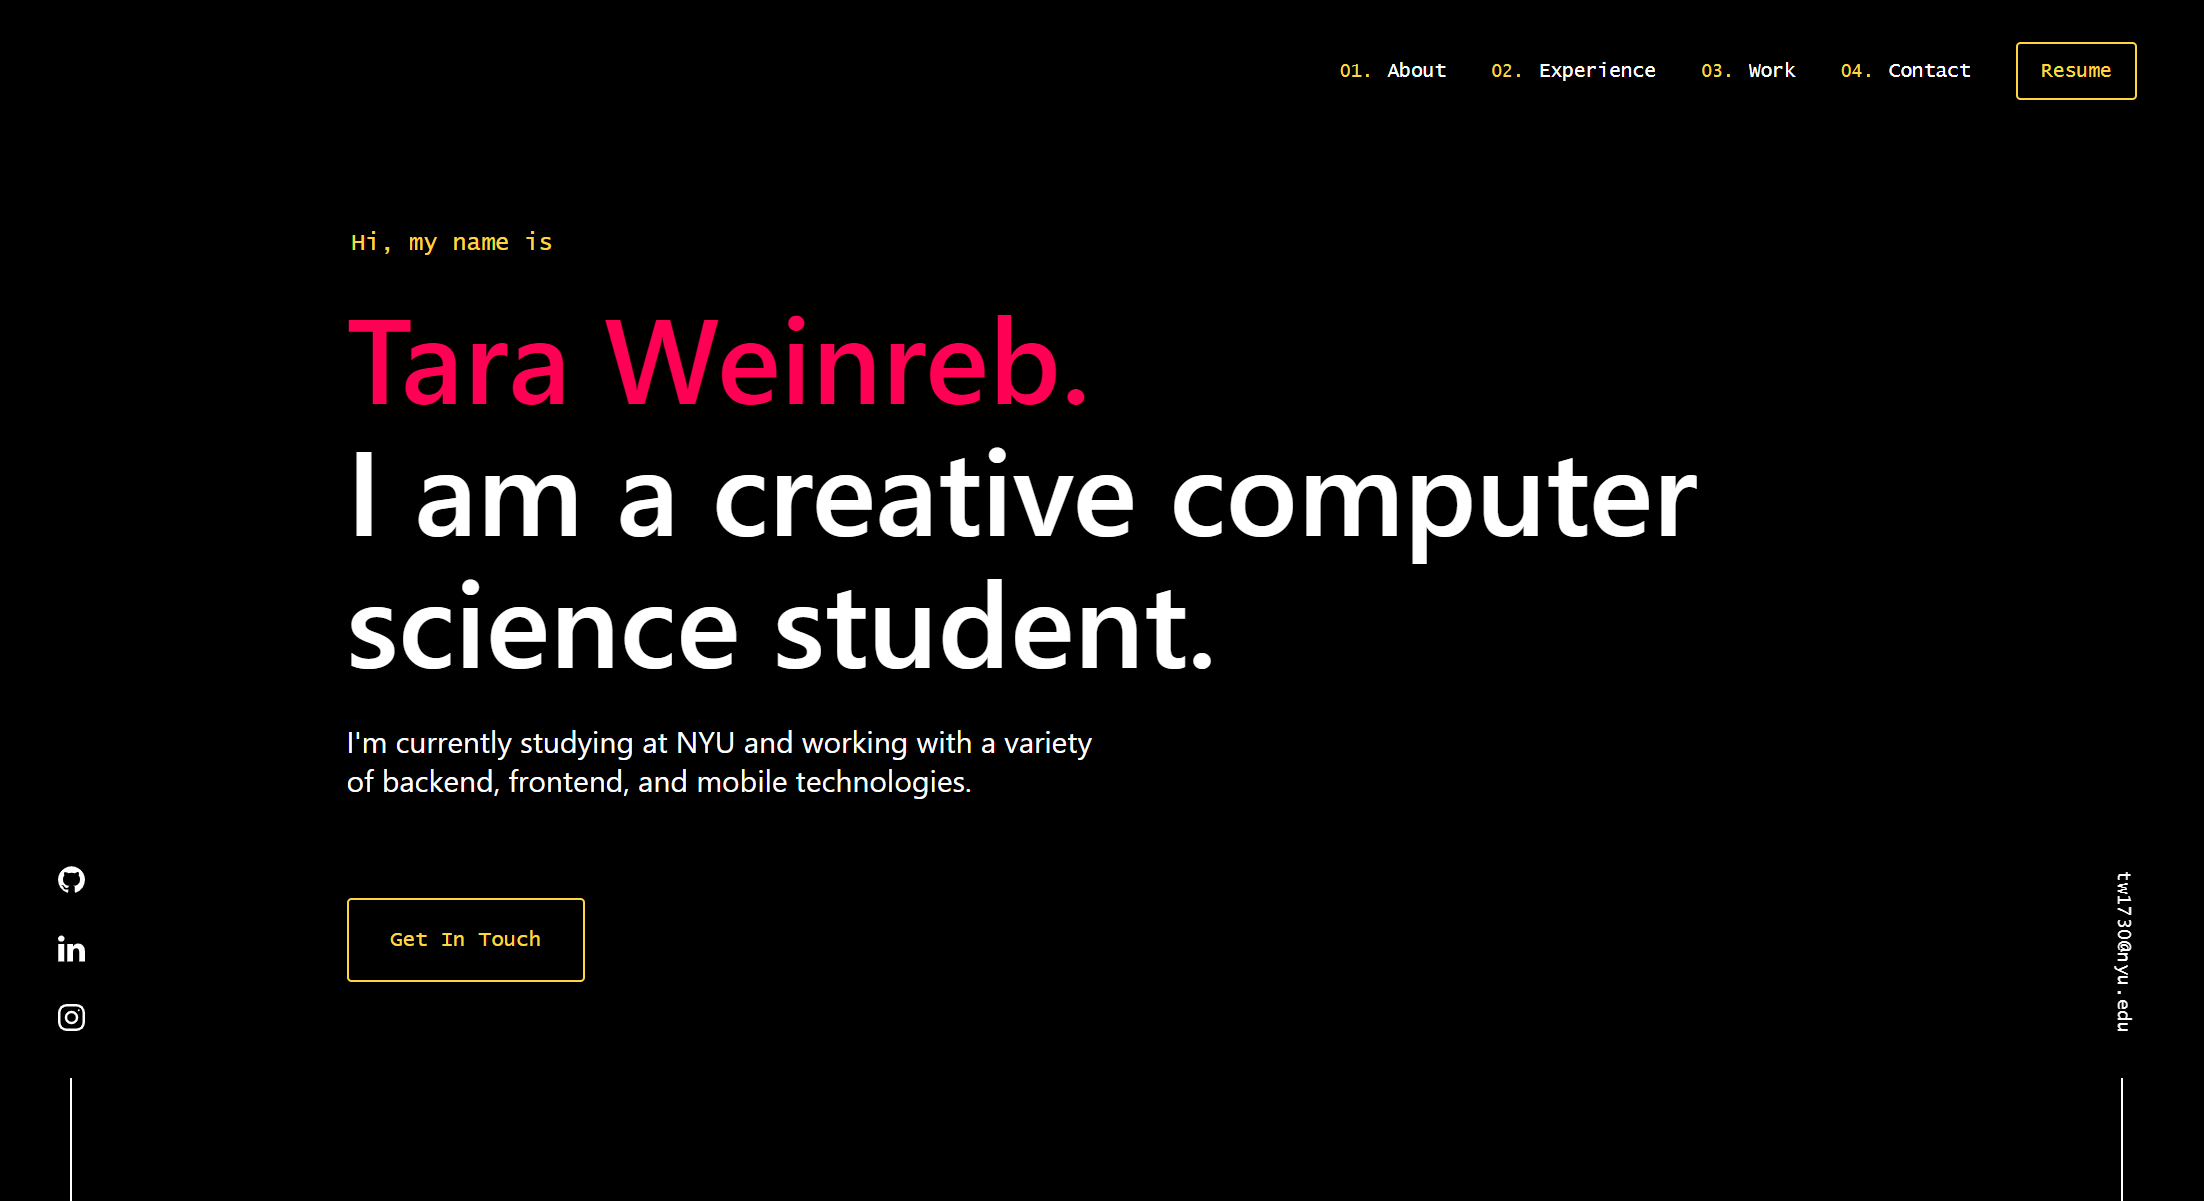 01. About 02. Experience 03. Work 04. Contact Resume
Hi, my name is
Tara Weinreb.
I am a creative computer
science student.
I'm currently studying at NYU and working with a variety
of backend, frontend, and mobile technologies.
Get In Touch
tw1730@nyu.edu